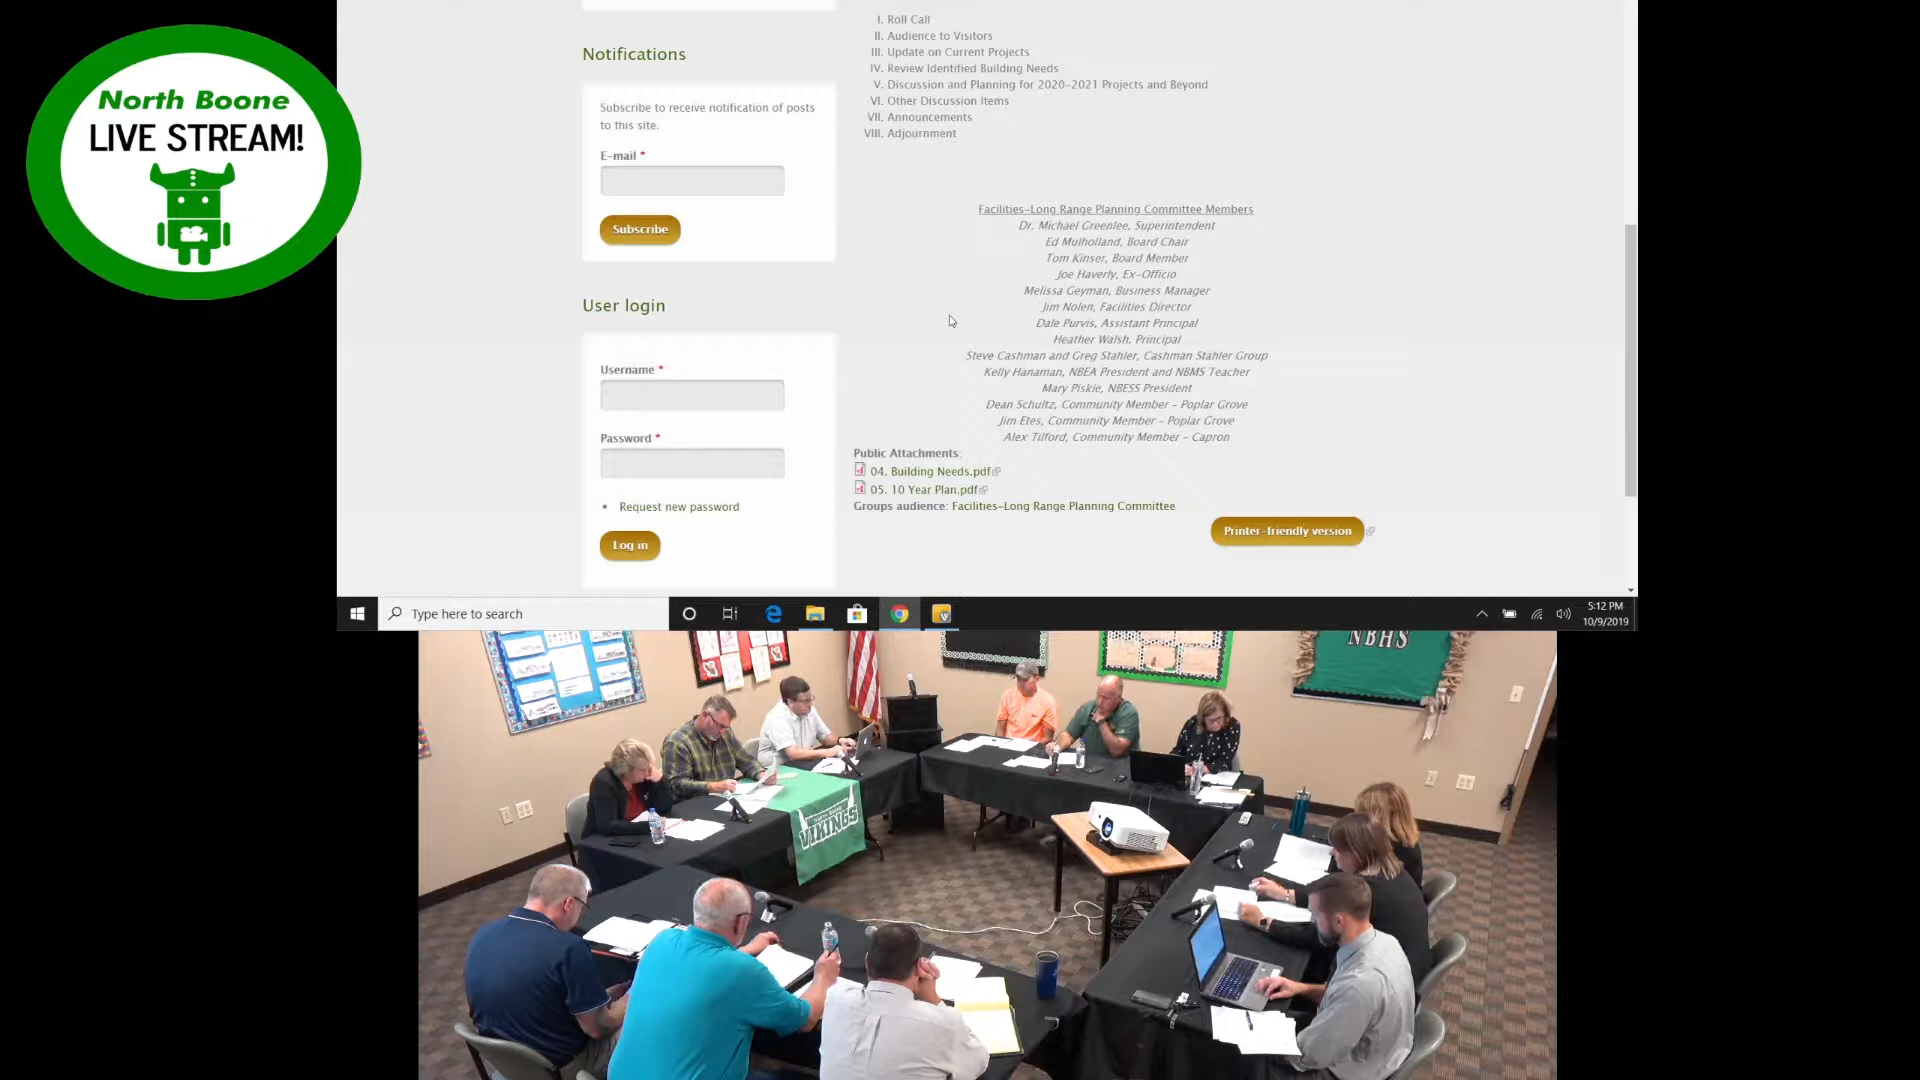 North Boone
LIVE STREAM!
Notifications
Subscribe to receive notification of posts
to this site.
E-mail *
Subscribe
User login
Username *
Password *
Request new password
Log in
I. Roll Call
II. Audience to Visitors
III. Update on Current Projects
IV. Review Identified Building Needs
V. Discussion and Planning for 2020-2021 Projects and Beyond
VI. Other Discussion Items
VII. Announcements
VIII. Adjournment
Facilities-Long Range Planning Committee Members
Dr. Michael Greenlee, Superintendent
Ed Mulholland, Board Chair
Tom Kinser, Board Member
Joe Haverly, Ex-Officio
Melissa Geyman, Business Manager
Jim Nolen, Facilities Director
Dale Purvis, Assistant Principal
Heather Walsh, Principal
Steve Cashman and Greg Stahler, Cashman Stahler Group
Kelly Hanaman, NBEA President and NBMS Teacher
Mary Piskie, NBESS President
Dean Schultz, Community Member - Poplar Grove
Jim Etes, Community Member - Poplar Grove
Alex Tilford, Community Member - Capron
Public Attachments:
04. Building Needs.pdf
05. 10 Year Plan.pdf
Groups audience: Facilities-Long Range Planning Committee
Printer-friendly version
Type here to search
5:12 PM
10/9/2019
NBHS
VIKINGS